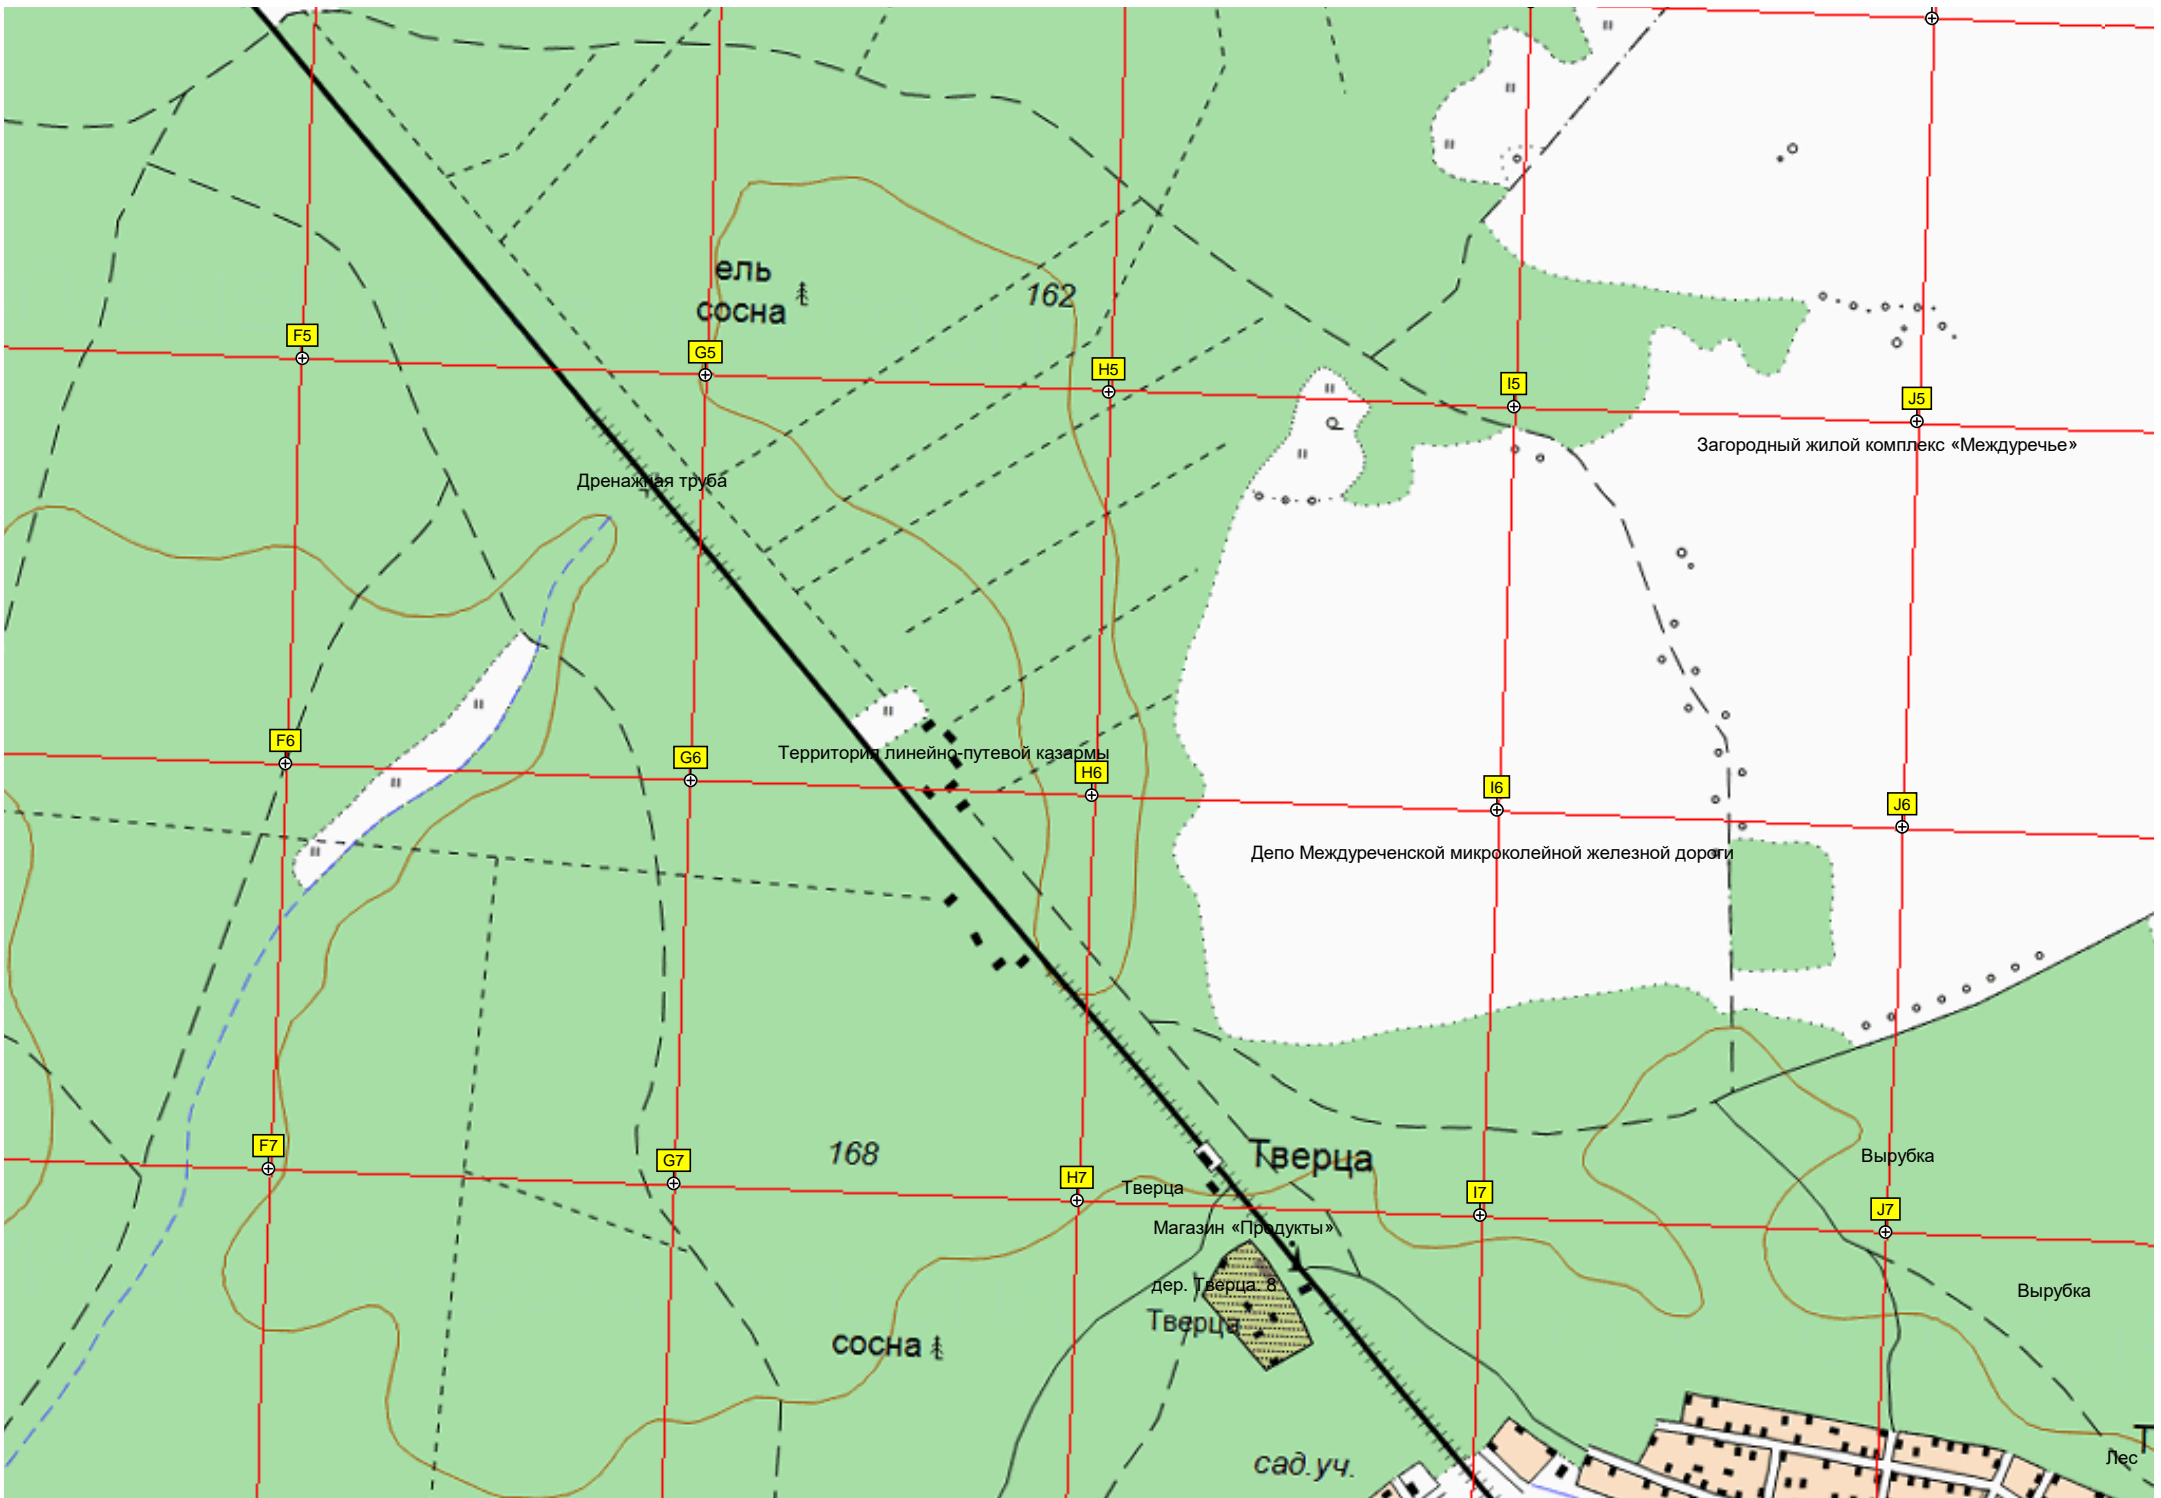 ель
сосна
162
F5
G5
H5
I5
J5
Загородный жилой комплекс «Междуречье»
Дренажная труба
F6
G6
Территория линейно-путевой казармы
H6
I6
J6
Депо Междуреченской микроколейной железной дороги
F7
168
G7
Тверца
Вырубка
H7
Тверца
I7
J7
Магазин «Продукты»
дер. Тверца: 8
Вырубка
Тверца
сосна
сад.уч.
Т
Лес